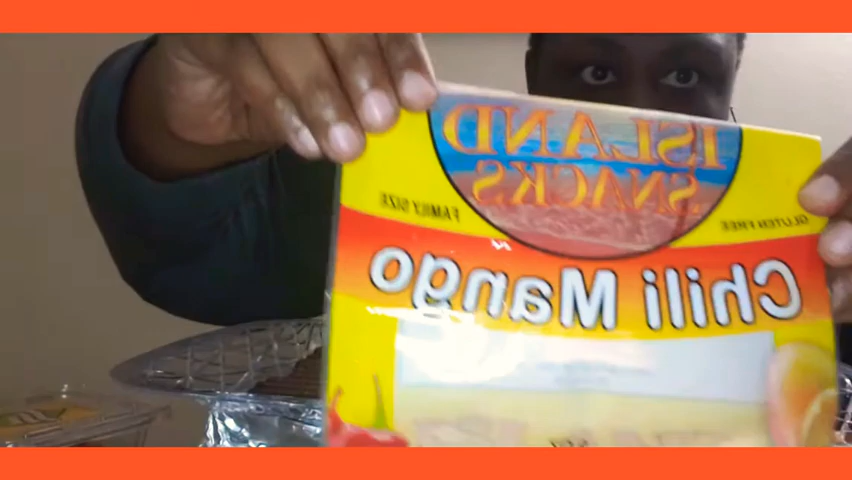 ISLAND
SNACKS
FAMILY SIZE
GLUTEN FREE
Chili Mango